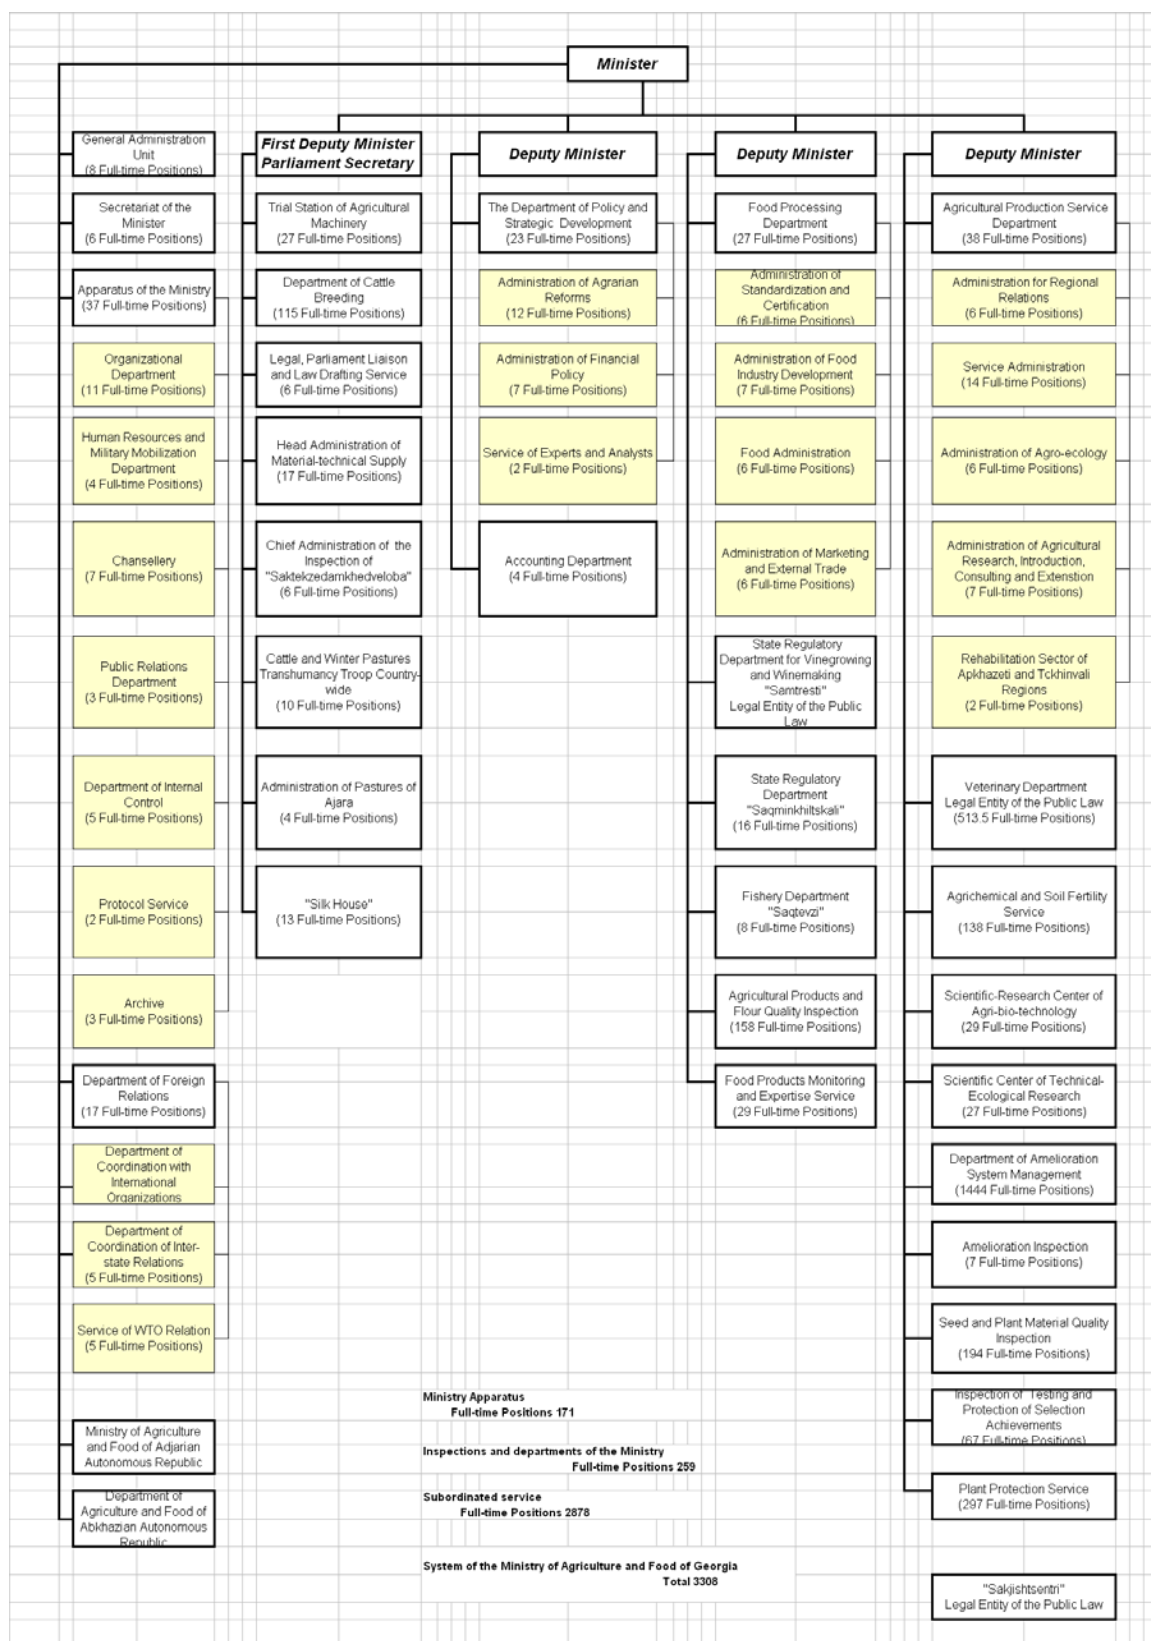 Minister
General Administration
Unit
(8 Full-time Positions)
Secretariat of the
Minister
(6 Full-time Positions)
Apparatus of the Ministry
(37 Full-time Positions)
Organizational
Department
(11 Full-time Positions)
Human Resources and
Military Mobilization
Department
(4 Full-time Positions)
Chansellery
(7 Full-time Positions)
Public Relations
Department
(3 Full-time Positions)
Department of Internal
Control
(5 Full-time Positions)
Protocol Service
(2 Full-time Positions)
Archive
(3 Full-time Positions)
Department of Foreign
Relations
(17 Full-time Positions)
Department of
Coordination with
International
Organizations
Department of
Coordination of Inter-
state Relations
(5 Full-time Positions)
Service of WTO Relation
(5 Full-time Positions)
Ministry of Agriculture
and Food of Adjarian
Autonomous Republic
Department of
Agriculture and Food of
Abkhazian Autonomous
Republic
First Deputy Minister
Parliament Secretary
Trial Station of Agricultural
Machinery
(27 Full-time Positions)
Department of Cattle
Breeding
(115 Full-time Positions)
Legal, Parliament Liaison
and Law Drafting Service
(6 Full-time Positions)
Head Administration of
Material-technical Supply
(17 Full-time Positions)
Chief Administration of the
Inspection of
"Saktekzedamkhedveloba"
(6 Full-time Positions)
Cattle and Winter Pastures
Transhumancy Troop Country-
wide
(10 Full-time Positions)
Administration of Pastures of
Ajara
(4 Full-time Positions)
"Silk House"
(13 Full-time Positions)
Deputy Minister
The Department of Policy and
Strategic Development
(23 Full-time Positions)
Administration of Agrarian
Reforms
(12 Full-time Positions)
Administration of Financial
Policy
(7 Full-time Positions)
Service of Experts and Analysts
(2 Full-time Positions)
Accounting Department
(4 Full-time Positions)
Deputy Minister
Food Processing
Department
(27 Full-time Positions)
Administration of
Standardization and
Certification
(6 Full-time Positions)
Administration of Food
Industry Development
(7 Full-time Positions)
Food Administration
(6 Full-time Positions)
Administration of Marketing
and External Trade
(6 Full-time Positions)
State Regulatory
Department for Vinegrowing
and Winemaking
"Samtresti"
Legal Entity of the Public
Law
State Regulatory
Department
"Saqminkhiltskali"
(16 Full-time Positions)
Fishery Department
"Saqtevzi"
(8 Full-time Positions)
Agricultural Products and
Flour Quality Inspection
(158 Full-time Positions)
Food Products Monitoring
and Expertise Service
(29 Full-time Positions)
Deputy Minister
Agricultural Production Service
Department
(38 Full-time Positions)
Administration for Regional
Relations
(6 Full-time Positions)
Service Administration
(14 Full-time Positions)
Administration of Agro-ecology
(6 Full-time Positions)
Administration of Agricultural
Research, Introduction,
Consulting and Extenstion
(7 Full-time Positions)
Rehabilitation Sector of
Apkhazeti and Tckhinvali
Regions
(2 Full-time Positions)
Veterinary Department
Legal Entity of the Public Law
(513.5 Full-time Positions)
Agrichemical and Soil Fertility
Service
(138 Full-time Positions)
Scientific-Research Center of
Agri-bio-technology
(29 Full-time Positions)
Scientific Center of Technical-
Ecological Research
(27 Full-time Positions)
Department of Amelioration
System Management
(1444 Full-time Positions)
Amelioration Inspection
(7 Full-time Positions)
Seed and Plant Material Quality
Inspection
(194 Full-time Positions)
Inspection of Testing and
Protection of Selection
Achievements
(67 Full-time Positions)
Plant Protection Service
(297 Full-time Positions)
"Sakjishtsentri"
Legal Entity of the Public Law
Ministry Apparatus
Full-time Positions 171
Inspections and departments of the Ministry
Full-time Positions 259
Subordinated service
Full-time Positions 2878
System of the Ministry of Agriculture and Food of Georgia
Total 3308